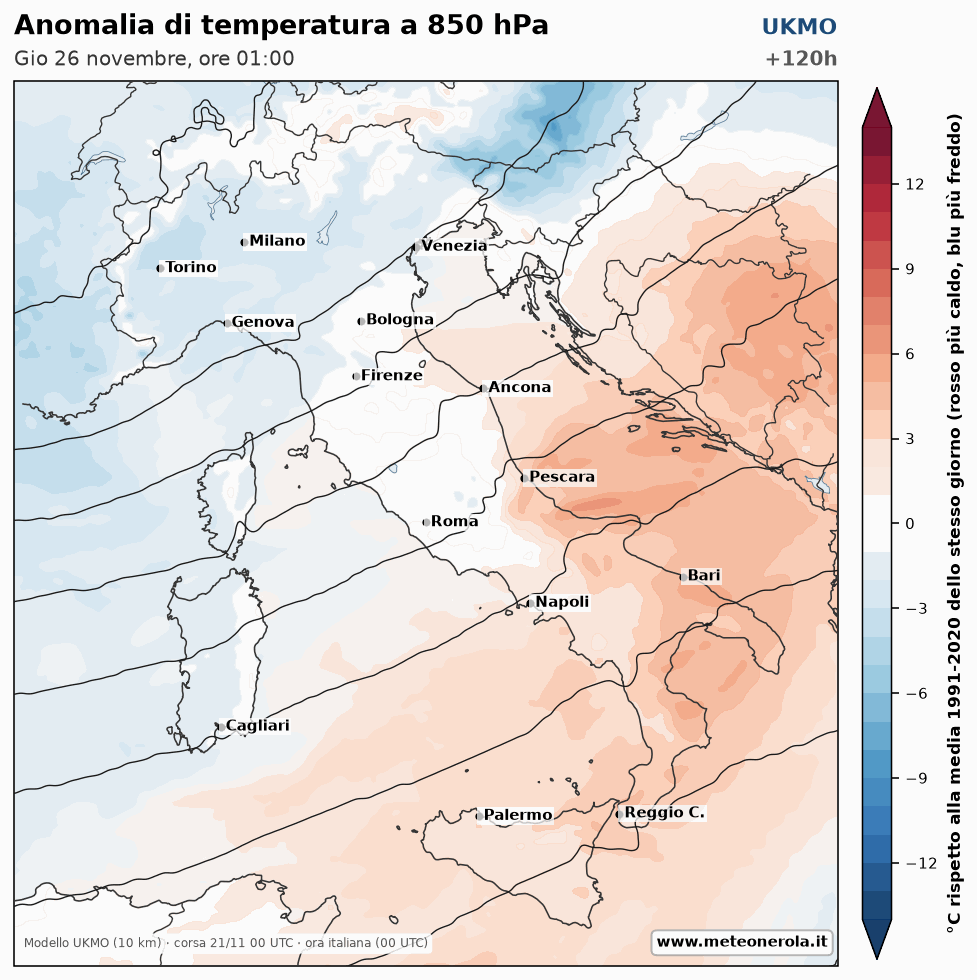 Anomalia di temperatura a 850 hPa
UKMO
Gio 26 novembre, ore 01:00
+120h
Milano
Torino
Venezia
Genova
Bologna
Firenze
Ancona
Pescara
Roma
Bari
Napoli
Cagliari
Palermo
Reggio C.
Modello UKMO (10 km) · corsa 21/11 00 UTC · ora italiana (00 UTC)
www.meteonerola.it
12
9
6
3
0
−3
−6
−9
−12
°C rispetto alla media 1991-2020 dello stesso giorno (rosso più caldo, blu più freddo)